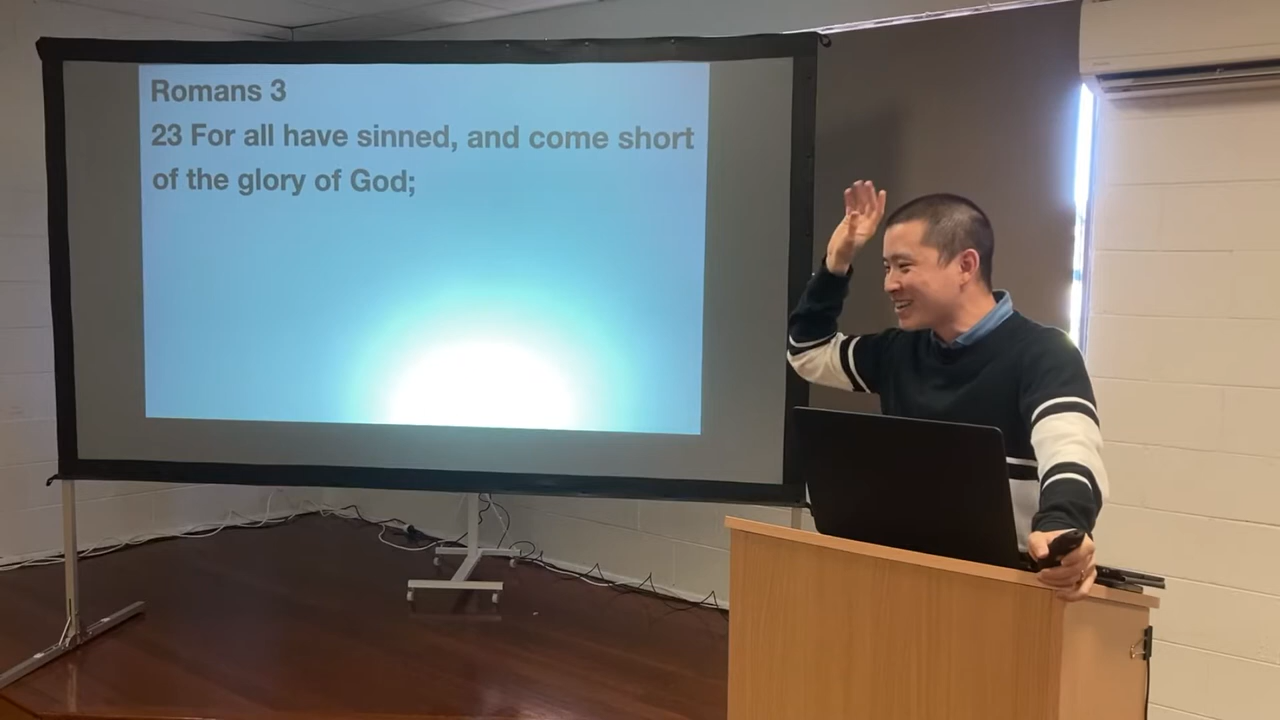 Romans 3
23 For all have sinned, and come short
of the glory of God;